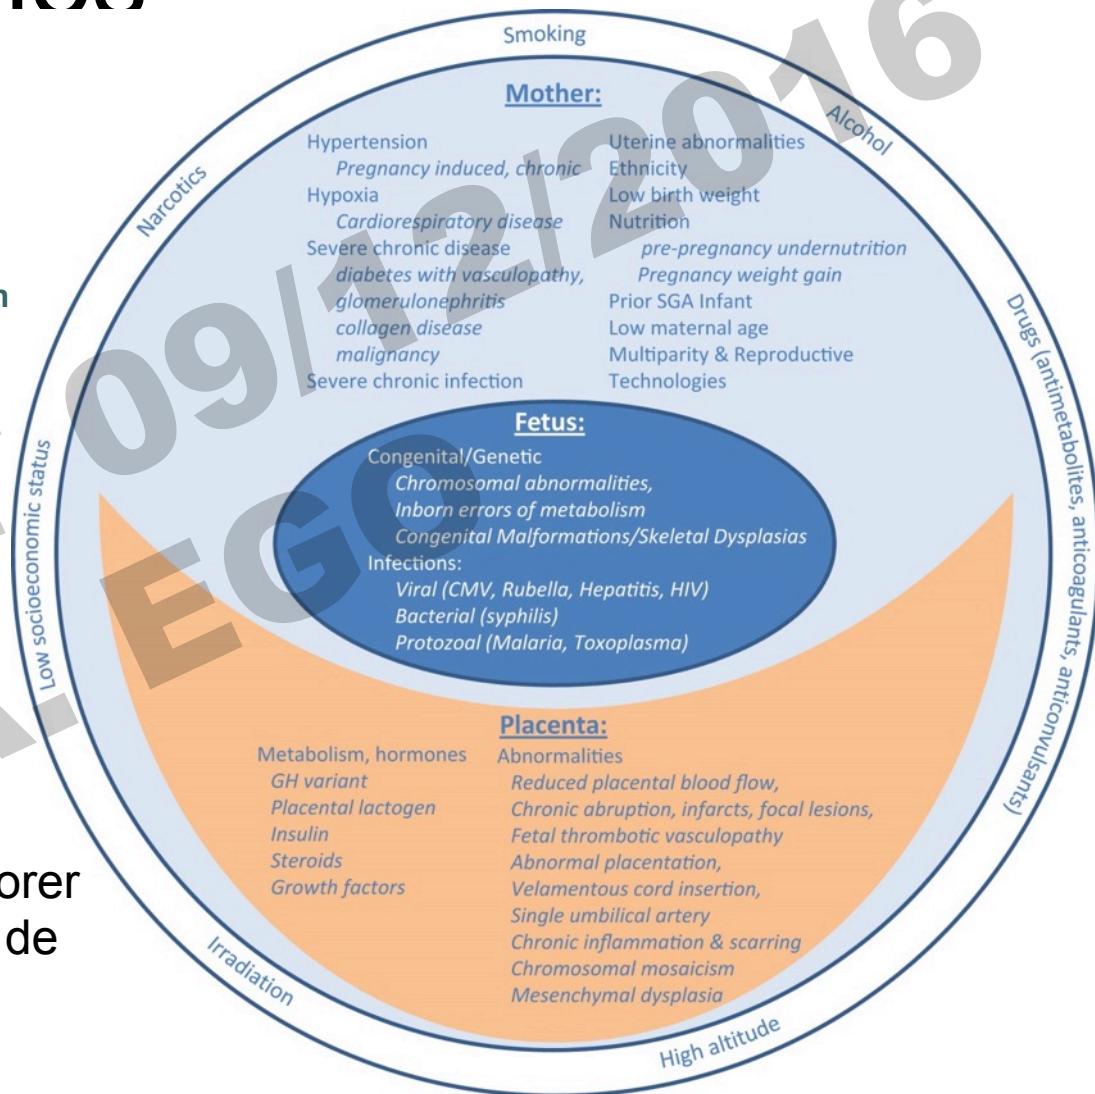 Smoking
Alcohol
Narcotics
Drugs (antimetabolites, anticoagulants, anticonvulsants)
Low socioeconomic status
Irradiation
High altitude
Mother:
Hypertension
Pregnancy induced, chronic
Hypoxia
Cardiorespiratory disease
Severe chronic disease
diabetes with vasculopathy,
glomerulonephritis
collagen disease
malignancy
Severe chronic infection
Uterine abnormalities
Ethnicity
Low birth weight
Nutrition
pre-pregnancy undernutrition
Pregnancy weight gain
Prior SGA Infant
Low maternal age
Multiparity & Reproductive
Technologies
Fetus:
Congenital/Genetic
Chromosomal abnormalities,
Inborn errors of metabolism
Congenital Malformations/Skeletal Dysplasias
Infections:
Viral (CMV, Rubella, Hepatitis, HIV)
Bacterial (syphilis)
Protozoal (Malaria, Toxoplasma)
Placenta:
Metabolism, hormones
GH variant
Placental lactogen
Insulin
Steroids
Growth factors
Abnormalities
Reduced placental blood flow,
Chronic abruption, infarcts, focal lesions,
Fetal thrombotic vasculopathy
Abnormal placentation,
Velamentous cord insertion,
Single umbilical artery
Chronic inflammation & scarring
Chromosomal mosaicism
Mesenchymal dysplasia
orer
de
09/12/2016
. EGO